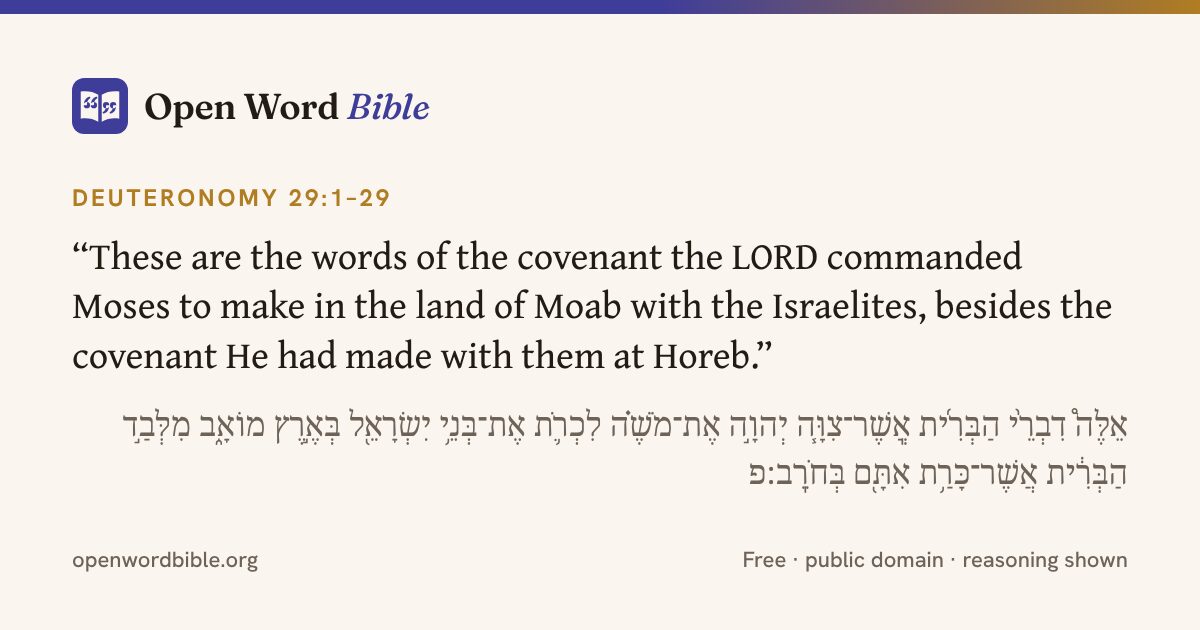 Open Word Bible
DEUTERONOMY 29:1–29
“These are the words of the covenant the LORD commanded
Moses to make in the land of Moab with the Israelites, besides the
covenant He had made with them at Horeb.”
אֵלֶּה֩ דִבְרֵ֨י הַבְּרִ֜ית אֲ‍ֽשֶׁר־צִוָּ֧ה יְהוָ֣ה אֶת־מֹשֶׁ֗ה לִכְרֹ֛ת אֶת־בְּנֵ֥י יִשְׂרָאֵ֖ל בְּאֶ֣רֶץ מוֹאָ֑ב מִלְּבַ֣ד
הַבְּרִ֔ית אֲשֶׁר־כָּרַ֥ת אִתָּ֖ם בְּחֹרֵֽב׃פ
openwordbible.org
Free · public domain · reasoning shown